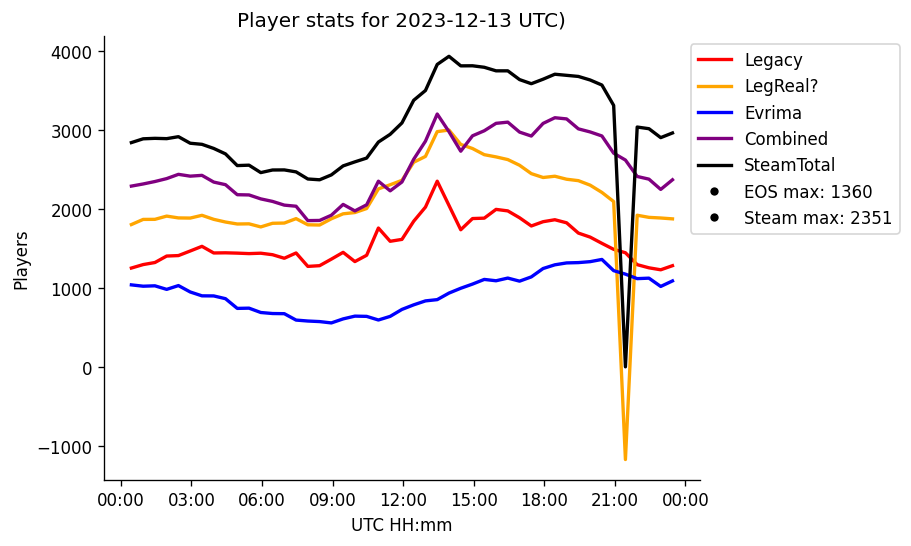 Player stats for 2023-12-13 UTC)
Players
4000
3000
2000
1000
0
−1000
00:00 03:00 06:00 09:00 12:00 15:00 18:00 21:00 00:00
UTC HH:mm
Legacy
LegReal?
Evrima
Combined
SteamTotal
EOS max: 1360
Steam max: 2351